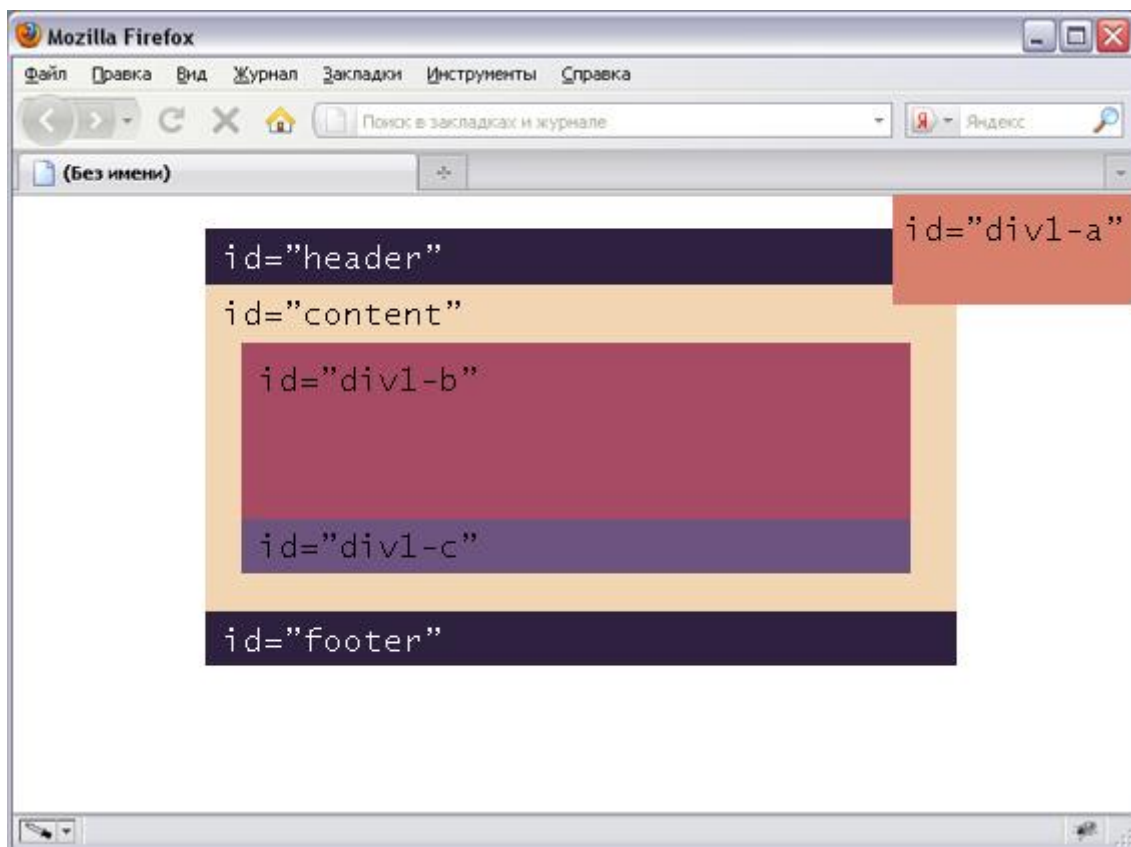 Mozilla Firefox
Файл Правка Вид Журнал Закладки Инструменты Справка
Поиск в закладках и журнале
Я Яндекс
(Без имени)
id=”div1-a”
id=”header”
id=”content”
id=”div1-b”
id=”div1-c”
id=”footer”